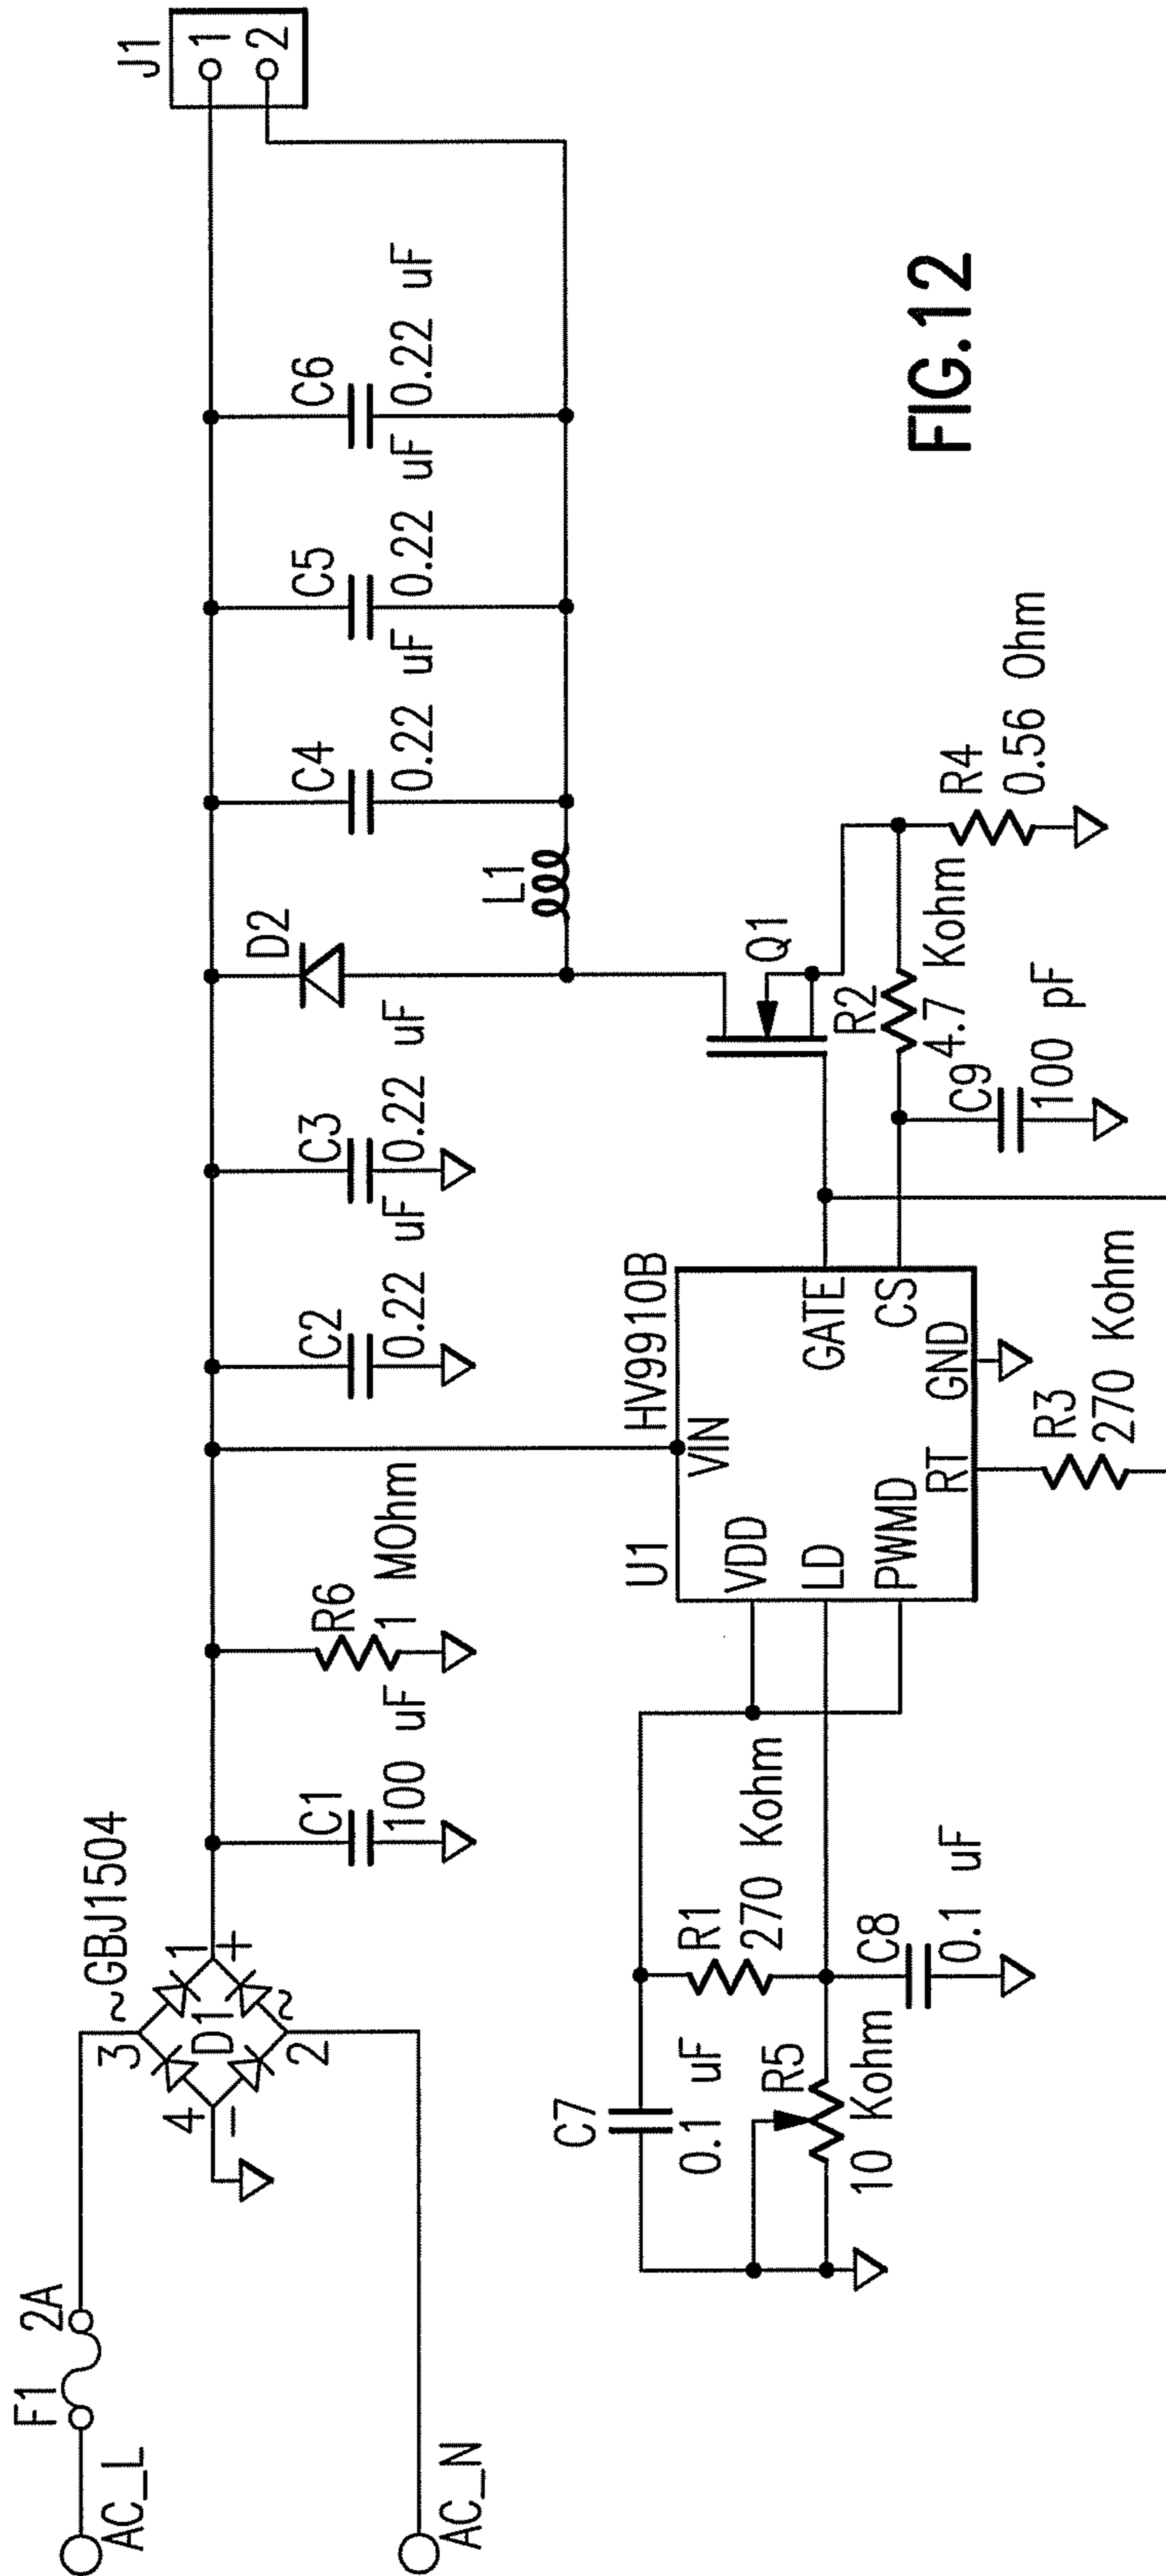 F1 2A
AC_L
AC_N
~GBJ1504
3
1
+
D1
4
-
2
~
C1
100 uF
R6
1 MOhm
C2
0.22 uF
C3
0.22 uF
D2
L1
C4
0.22 uF
C5
0.22 uF
C6
0.22 uF
J1
1
2
C7
0.1 uF
R1
270 Kohm
R5
10 Kohm
C8
0.1 uF
U1
HV9910B
VIN
VDD
LD
PWMD
GATE
CS
RT
GND
R3
270 Kohm
Q1
R2
4.7 Kohm
C9
100 pF
R4
0.56 Ohm
FIG.12